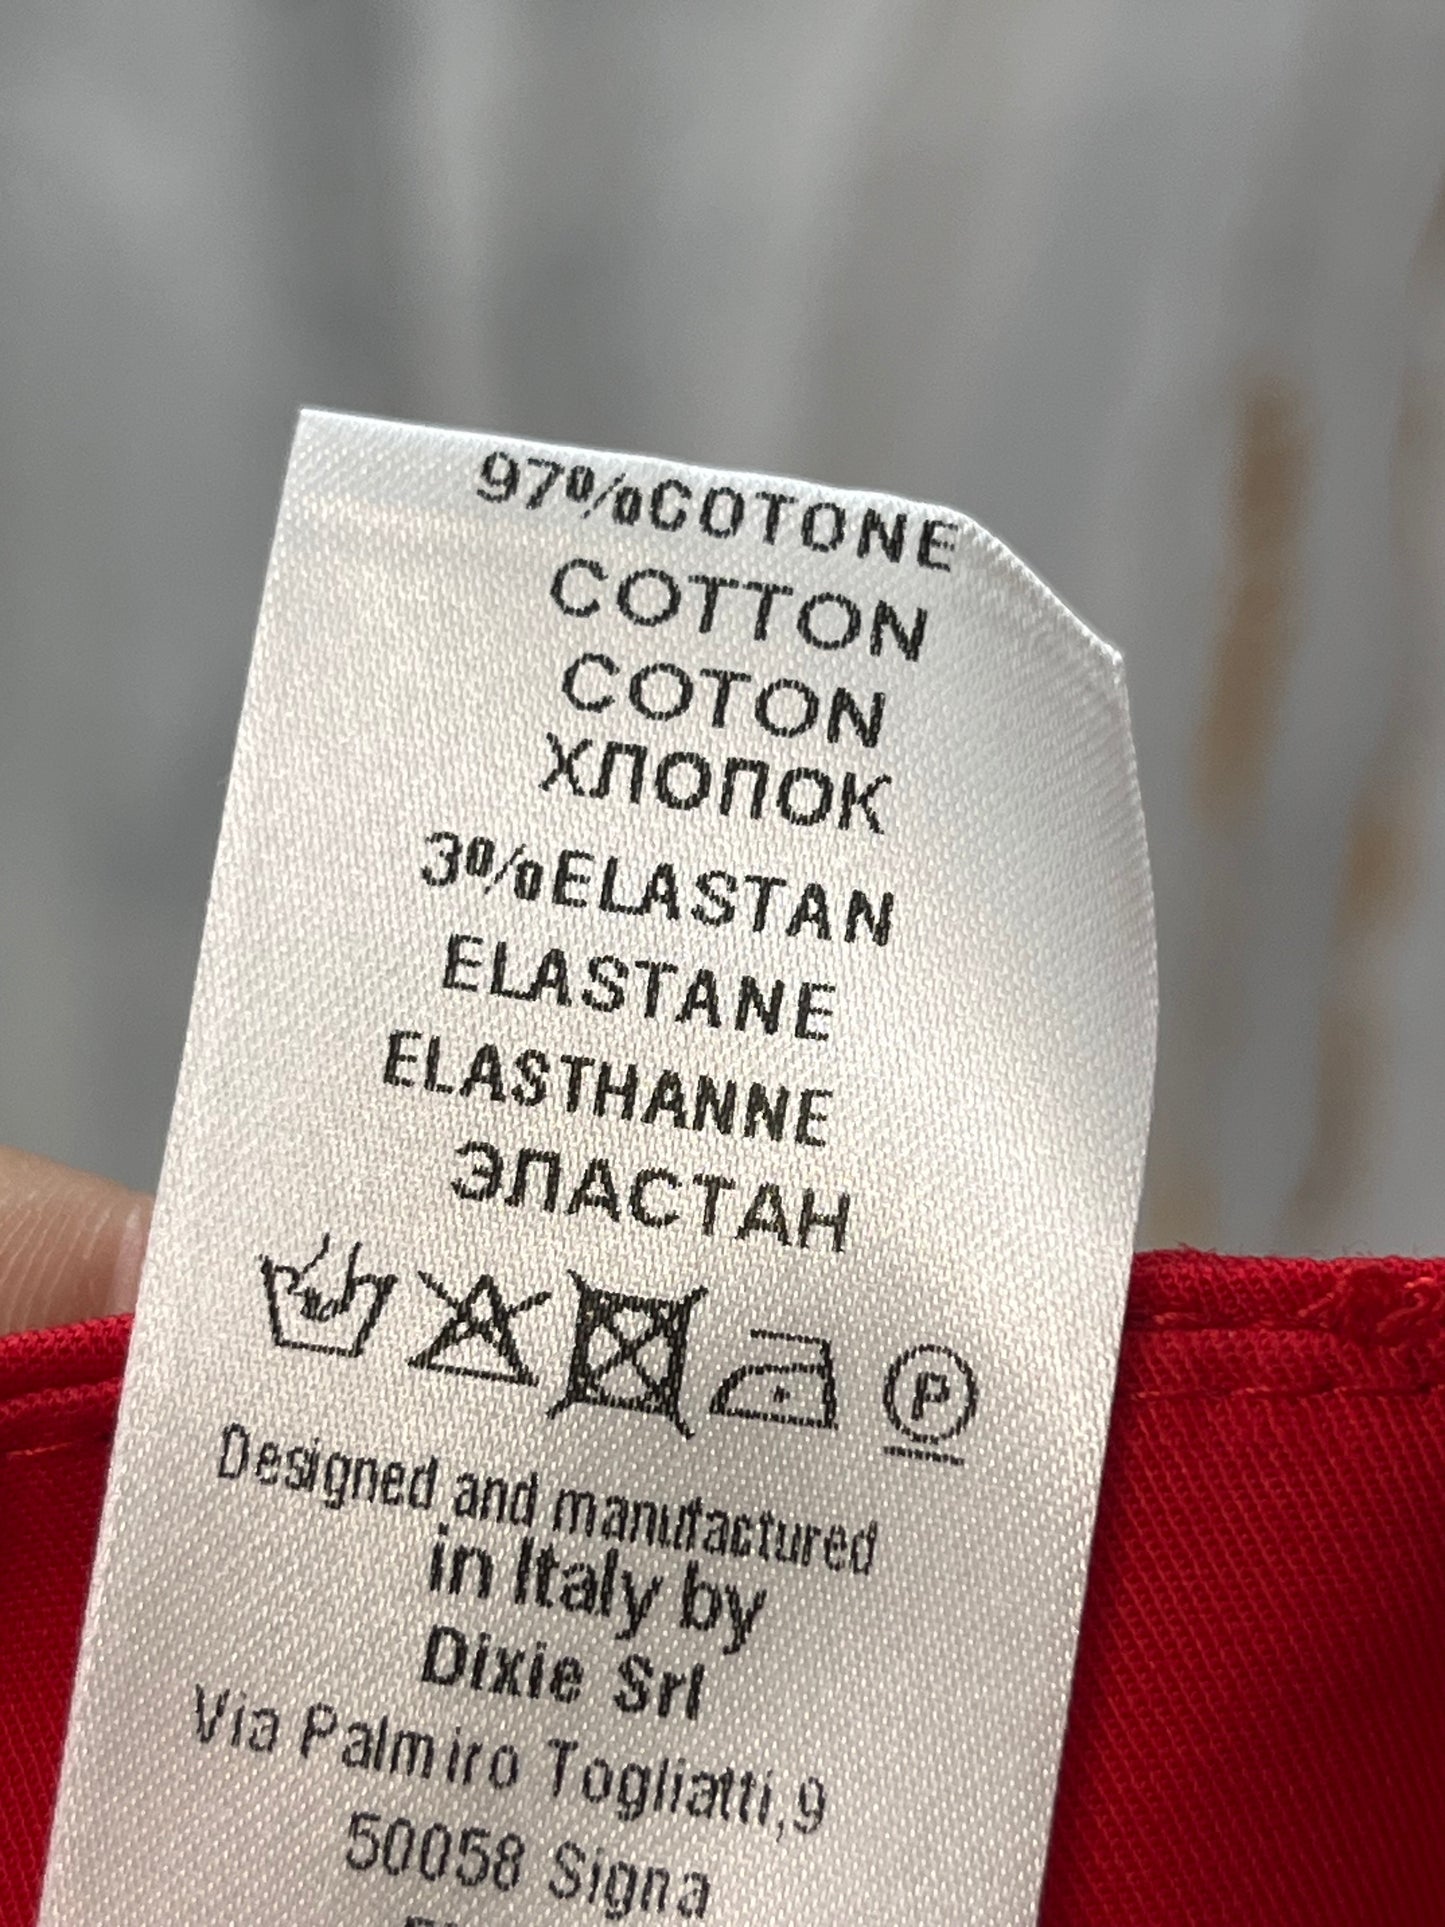 97%COTONE
COTTON
COTON
ХЛОПОК
3%ELASTAN
ELASTANE
ELASTHANNE
ЭЛАСТАН
P
Designed and manufactured
in Italy by
Dixie Srl
Via Palmiro Togliatti,9
50058 Signa